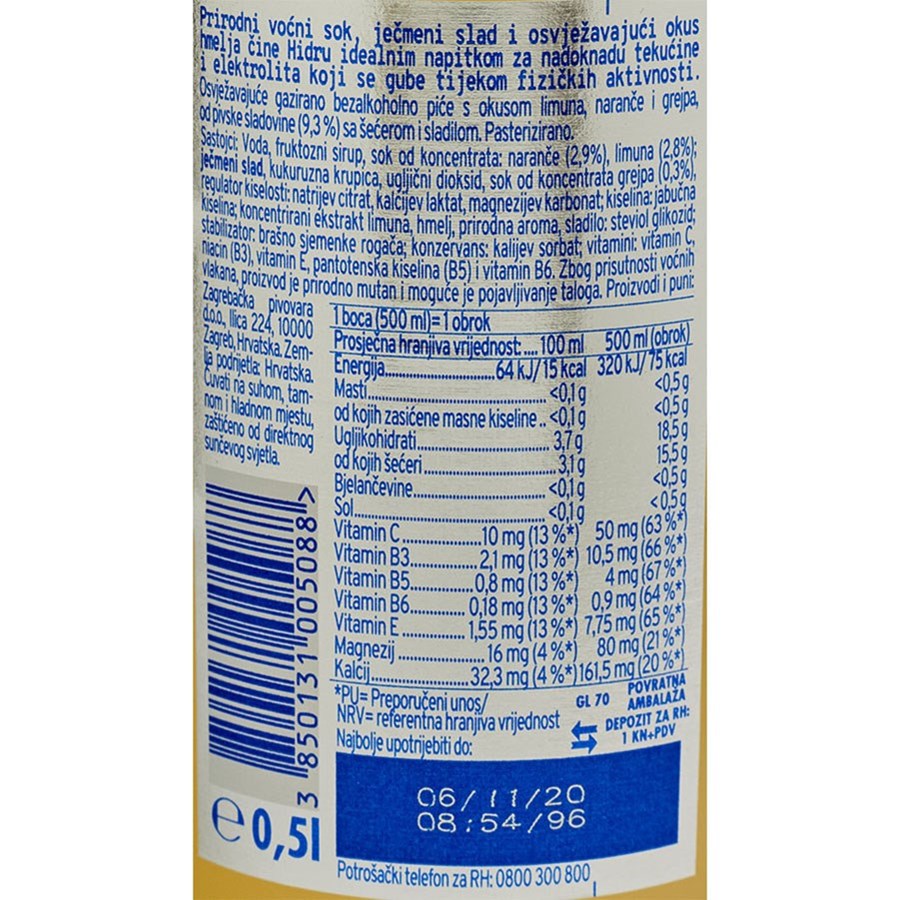 Prirodni voćni sok, ječmeni slad i osvježavajući okus
hmelja čine Hidru idealnim napitkom za nadoknadu tekućine
i elektrolita koji se gube tijekom fizičkih aktivnosti.
Osvježavajuće gazirano bezalkoholno piće s okusom limuna, naranče i grejpa,
od pivske sladovine (9,3 %) sa šećerom i sladilom. Pasterizirano.
Sastojci: Voda, fruktozni sirup, sok od koncentrata: naranče (2,9%), limuna (2,8%);
ječmeni slad, kukuruzna krupica, ugljični dioksid, sok od koncentrata grejpa (0,3%),
regulator kiselosti: natrijev citrat, kalcijev laktat, magnezijev karbonat; kiselina: jabučna
kiselina; koncentrirani ekstrakt limuna, hmelj, prirodna aroma, sladilo: steviol glikozid;
stabilizator: brašno sjemenke rogača; konzervans: kalijev sorbat; vitamini: vitamin C,
niacin (B3), vitamin E, pantotenska kiselina (B5) i vitamin B6. Zbog prisutnosti voćnih
vlakana, proizvod je prirodno mutan i moguće je pojavljivanje taloga. Proizvodi i puni:
Zagrebačka pivovara
d.o.o., Ilica 224, 10000
Zagreb, Hrvatska. Zem-
lja podrijetla: Hrvatska.
Čuvati na suhom, tam-
nom i hladnom mjestu,
zaštićeno od direktnog
sunčevog svjetla.
1 boca (500 ml)= 1 obrok
Prosječna hranjiva vrijednost.... 100 ml 500 ml (obrok)
Energija..................64 kJ/ 15 kcal 320 kJ/ 75 kcal
Masti..................<0,1 g <0,5 g
od kojih zasićene masne kiseline.. <0,1 g <0,5 g
Ugljikohidrati..................3,7 g 18,5 g
od kojih šećeri..................3,1 g 15,5 g
Bjelančevine..................<0,1 g <0,5 g
Sol..................<0,1 g <0,5 g
Vitamin C..........10 mg (13 %*) 50 mg (63 %*)
Vitamin B3..........2,1 mg (13 %*) 10,5 mg (66 %*)
Vitamin B5..........0,8 mg (13 %*) 4 mg (67 %*)
Vitamin B6..........0,18 mg (13 %*) 0,9 mg (64 %*)
Vitamin E..........1,55 mg (13 %*) 7,75 mg (65 %*)
Magnezij..........16 mg (4 %*) 80 mg (21 %*)
Kalcij..........32,3 mg (4 %*) 161,5 mg (20 %*)
*PU= Preporučeni unos/
NRV= referentna hranjiva vrijednost
Najbolje upotrijebiti do:
GL 70
POVRATNA
AMBALAŽA
DEPOZIT ZA RH:
1 KN+PDV
06/11/20
08:54/96
3 850131 005088 >
e 0,5l
Potrošački telefon za RH: 0800 300 800